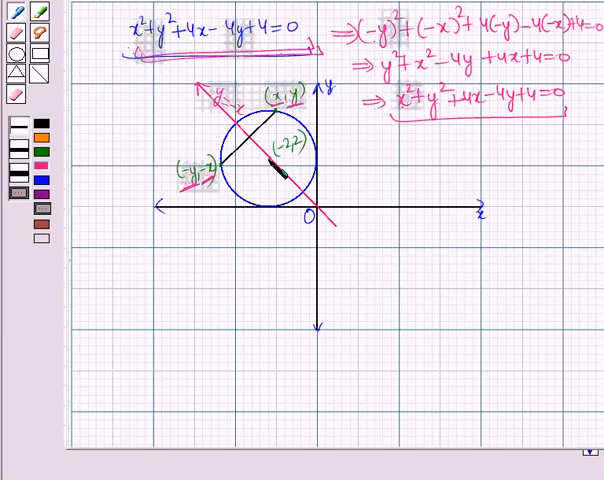 x²+y²+4x-4y+4=0
⇒(-y)²+(-x)²+4(-y)-4(-x)+4=0
⇒ y²+x²-4y+4x+4=0
⇒ x²+y²+4x-4y+4=0
y=-x
(x,y)
y
(-2,2)
(-y,-x)
O
x